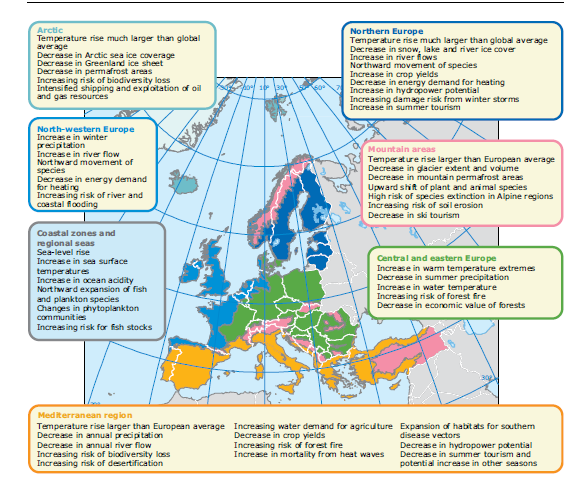 Arctic
Temperature rise much larger than global
average
Decrease in Arctic sea ice coverage
Decrease in Greenland ice sheet
Decrease in permafrost areas
Increasing risk of biodiversity loss
Intensified shipping and exploitation of oil
and gas resources
Northern Europe
Temperature rise much larger than global average
Decrease in snow, lake and river ice cover
Increase in river flows
Northward movement of species
Increase in crop yields
Decrease in energy demand for heating
Increase in hydropower potential
Increasing damage risk from winter storms
Increase in summer tourism
North-western Europe
Increase in winter
precipitation
Increase in river flow
Northward movement of
species
Decrease in energy demand
for heating
Increasing risk of river and
coastal flooding
Mountain areas
Temperature rise larger than European average
Decrease in glacier extent and volume
Decrease in mountain permafrost areas
Upward shift of plant and animal species
High risk of species extinction in Alpine regions
Increasing risk of soil erosion
Decrease in ski tourism
Coastal zones and
regional seas
Sea-level rise
Increase in sea surface
temperatures
Increase in ocean acidity
Northward expansion of fish
and plankton species
Changes in phytoplankton
communities
Increasing risk for fish stocks
Central and eastern Europe
Increase in warm temperature extremes
Decrease in summer precipitation
Increase in water temperature
Increasing risk of forest fire
Decrease in economic value of forests
30°
Mediterranean region
Temperature rise larger than European average
Decrease in annual precipitation
Decrease in annual river flow
Increasing risk of biodiversity loss
Increasing risk of desertification
Increasing water demand for agriculture
Decrease in crop yields
Increasing risk of forest fire
Increase in mortality from heat waves
Expansion of habitats for southern
disease vectors
Decrease in hydropower potential
Decrease in summer tourism and
potential increase in other seasons